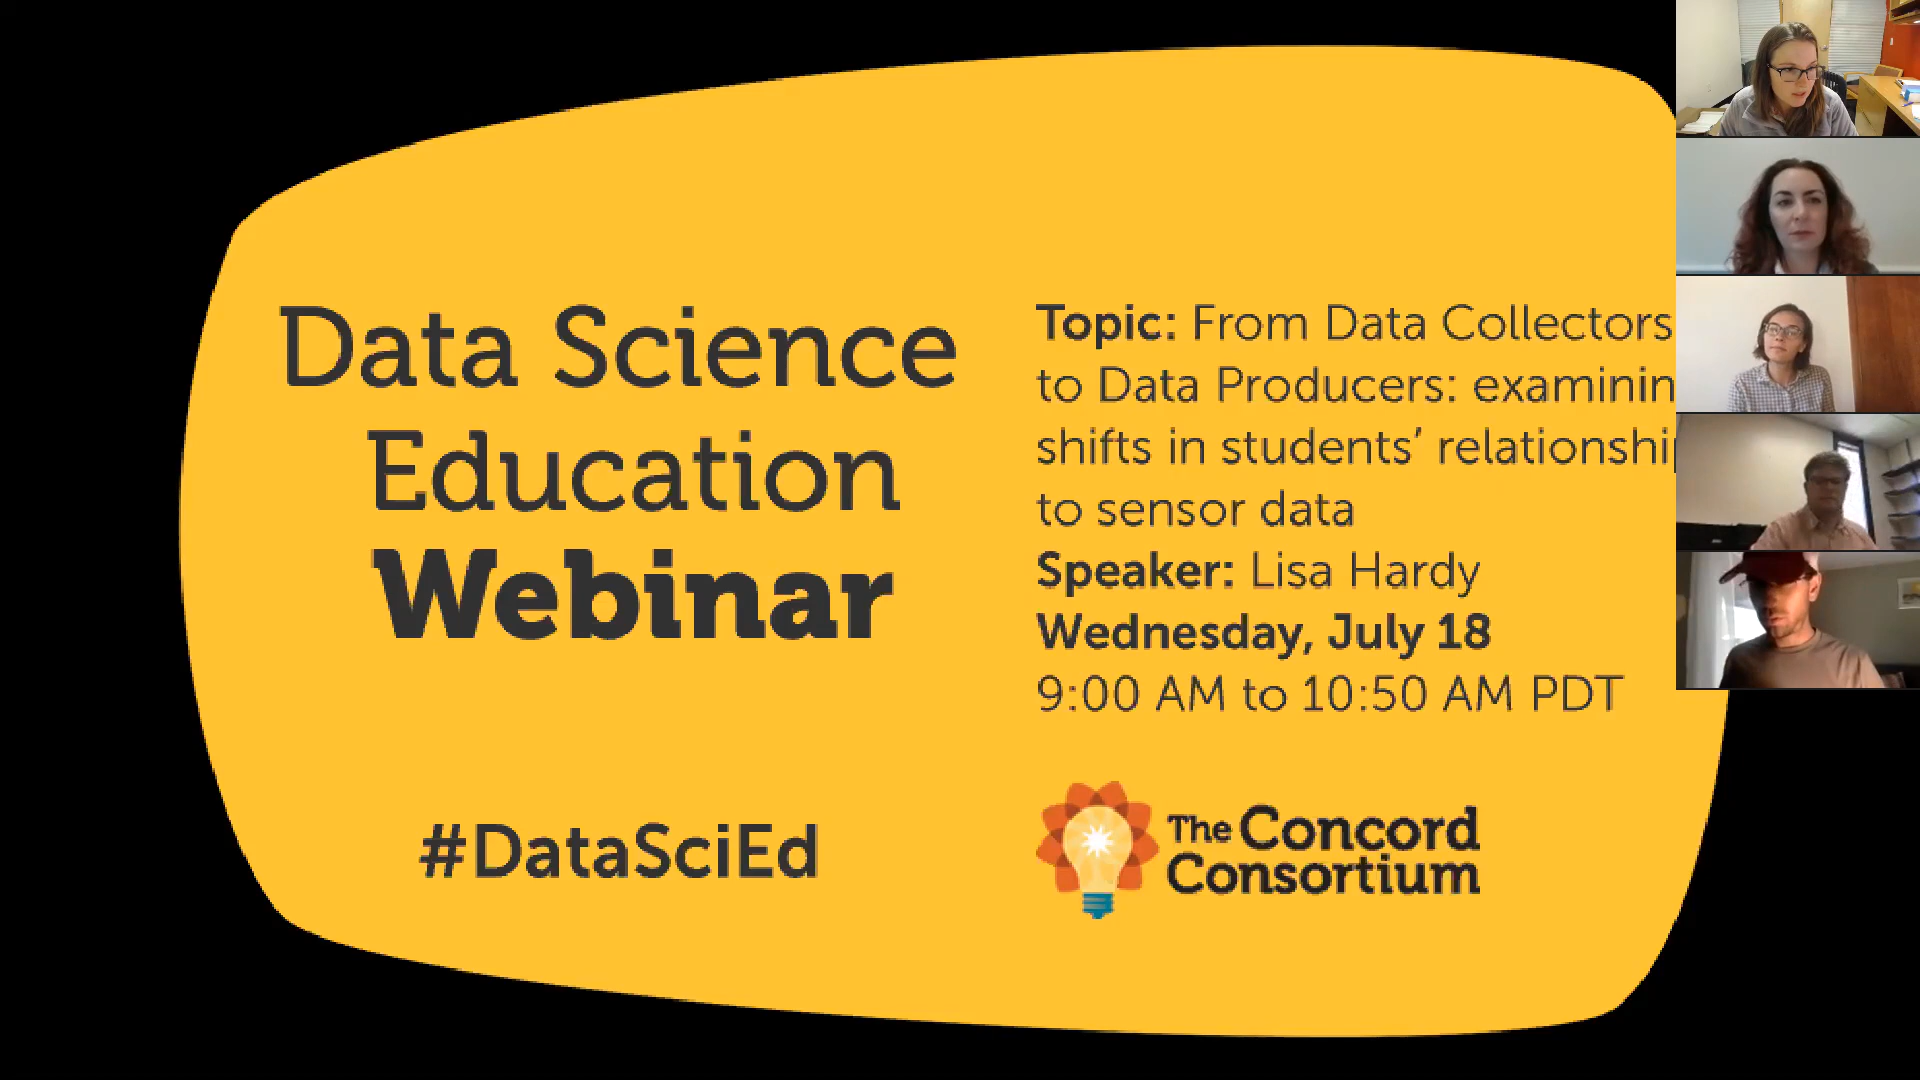 Data Science
Education
Webinar
#DataSciEd
Topic: From Data Collectors
to Data Producers: examinin
shifts in students’ relationshi
to sensor data
Speaker: Lisa Hardy
Wednesday, July 18
9:00 AM to 10:50 AM PDT
The Concord
Consortium